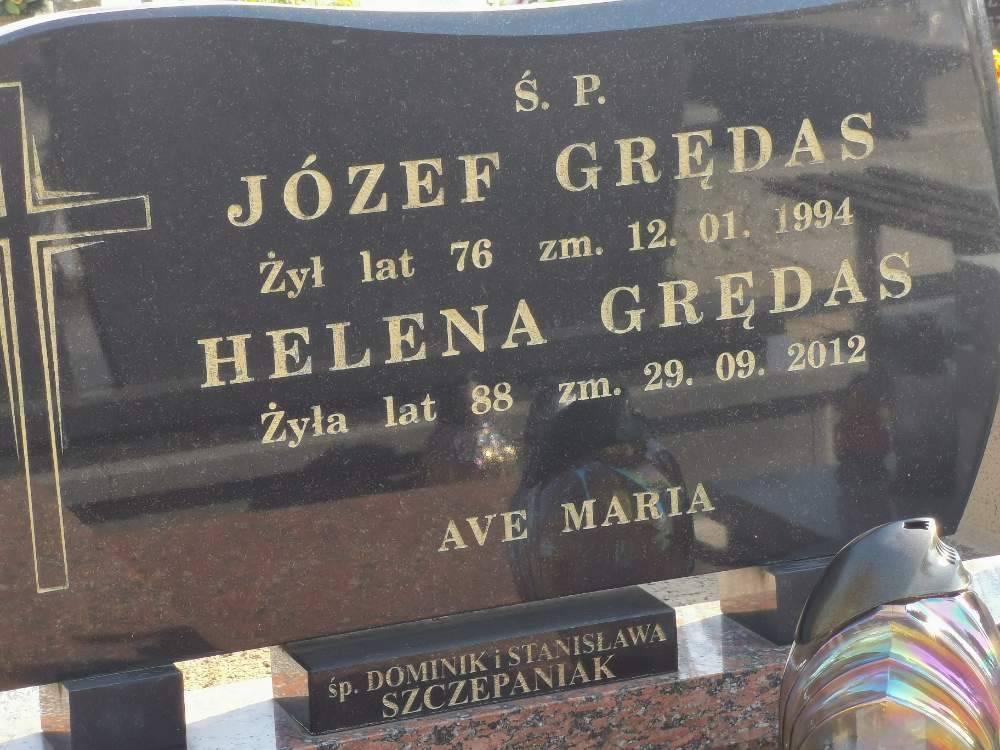 Ś. P.
JÓZEF GRĘDAS
Żył lat 76 zm. 12. 01. 1994
HELENA GRĘDAS
Żyła lat 88 zm. 29. 09. 2012
AVE MARIA
śp. DOMINIK i STANISŁAWA
SZCZEPANIAK